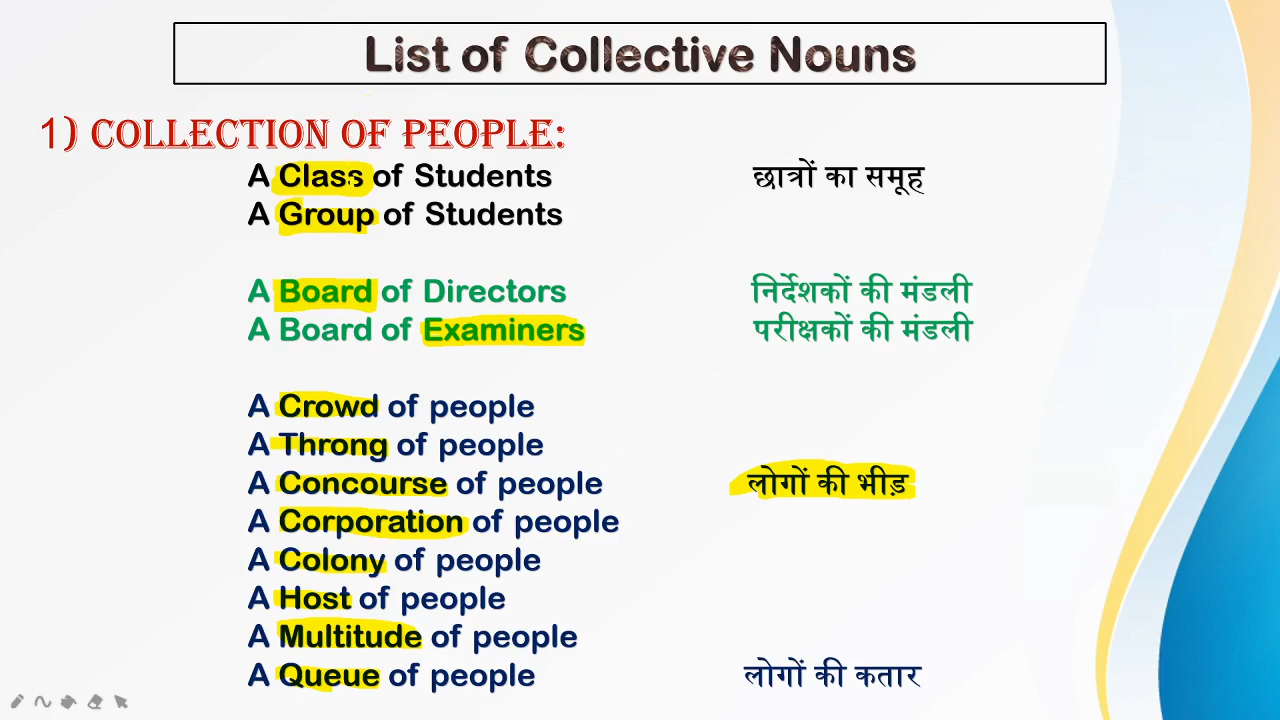 List of Collective Nouns
1) COLLECTION OF PEOPLE:
A Class of Students छात्रों का समूह
A Group of Students
A Board of Directors निर्देशकों की मंडली
A Board of Examiners परीक्षकों की मंडली
A Crowd of people
A Throng of people
A Concourse of people लोगों की भीड़
A Corporation of people
A Colony of people
A Host of people
A Multitude of people
A Queue of people लोगों की कतार